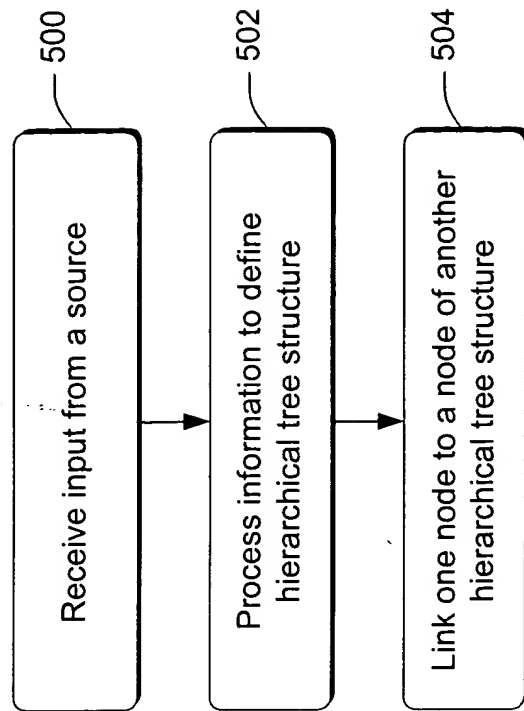 Receive input from a source
500
Process information to define
hierarchical tree structure
502
Link one node to a node of another
hierarchical tree structure
504